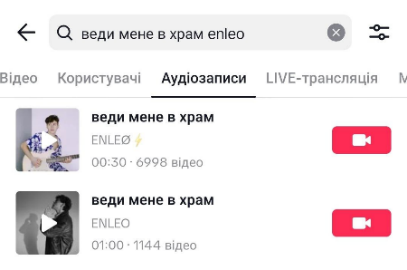 веди мене в храм enleo
Відео Користувачі Аудіозаписи LIVE-трансляція
веди мене в храм
ENLEØ⚡
00:30 · 6998 відео
веди мене в храм
ENLEO
01:00 · 1144 відео